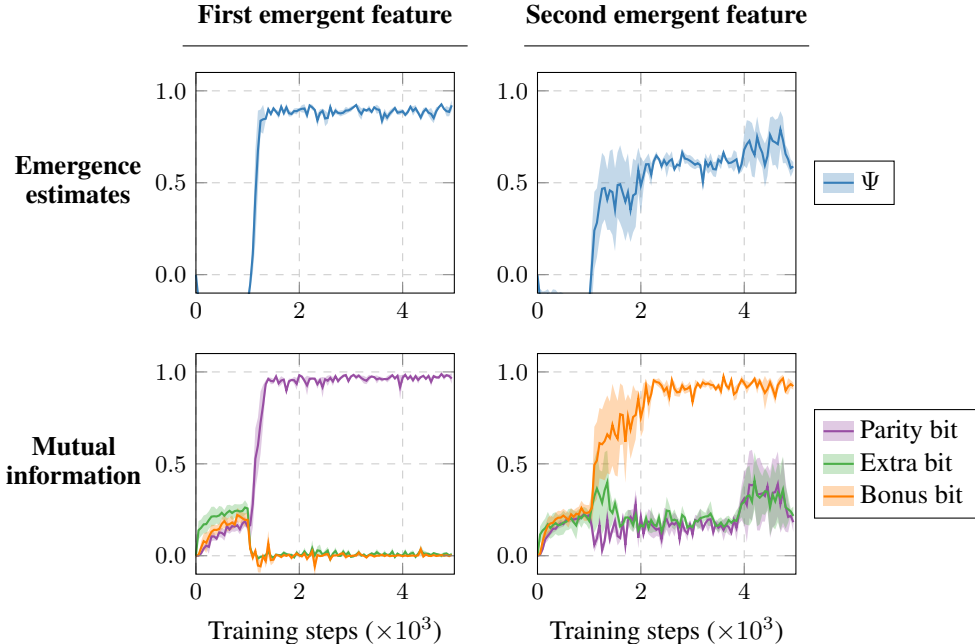 First emergent feature
Second emergent feature
Emergence
estimates
1.0
0.5
0.0
0
2
4
1.0
0.5
0.0
0
2
4
Ψ
Mutual
information
1.0
0.5
0.0
0
2
4
Training steps (×10³)
1.0
0.5
0.0
0
2
4
Training steps (×10³)
Parity bit
Extra bit
Bonus bit